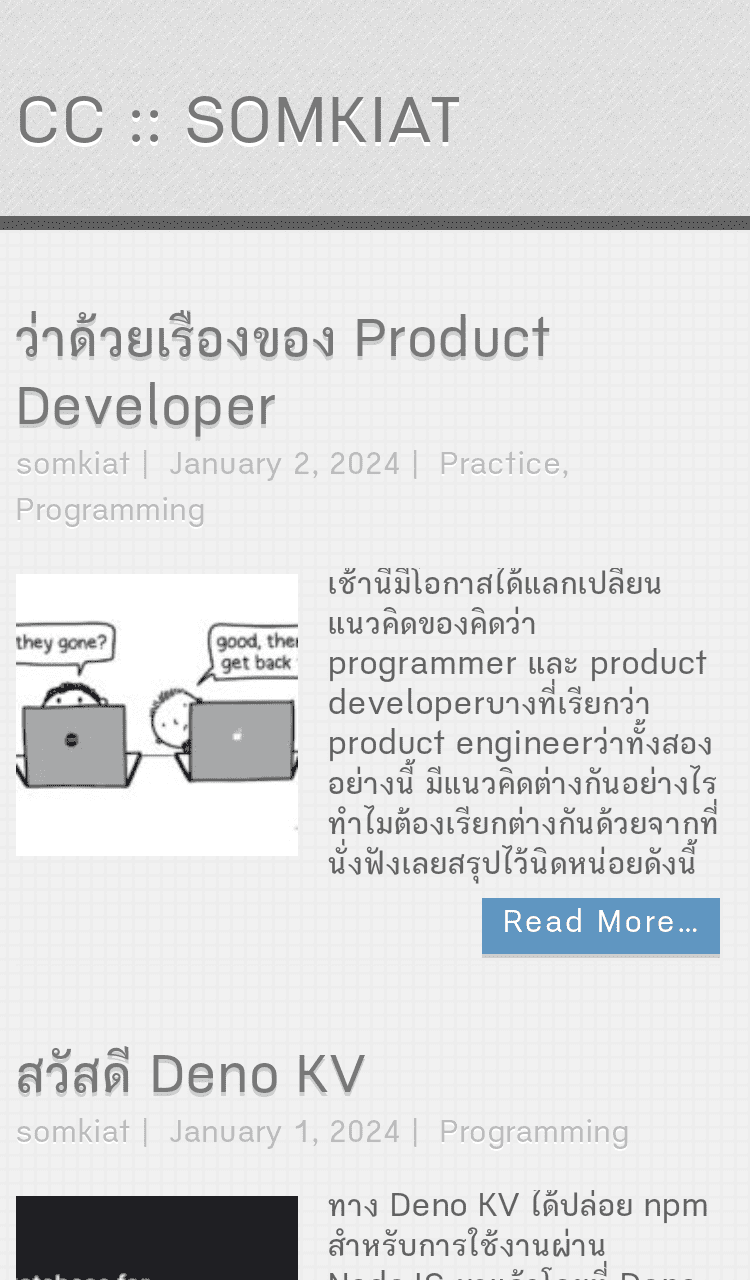 CC :: SOMKIAT
ว่าด้วยเรื่องของ Product
Developer
somkiat | January 2, 2024 | Practice,
Programming
they gone?
good, ther
get back
เช้านี้มีโอกาสได้แลกเปลี่ยน
แนวคิดของคิดว่า
programmer และ product
developerบางที่เรียกว่า
product engineerว่าทั้งสอง
อย่างนี้ มีแนวคิดต่างกันอย่างไร
ทำไมต้องเรียกต่างกันด้วยจากที่
นั่งฟังเลยสรุปไว้นิดหน่อยดังนี้
Read More...
สวัสดี Deno KV
somkiat | January 1, 2024 | Programming
ทาง Deno KV ได้ปล่อย npm
สำหรับการใช้งานผ่าน